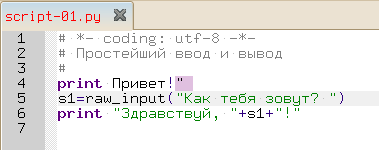 script-01.py
1 # *- coding: utf-8 -*-
2 # Простейший ввод и вывод
3 #
4 print Привет!"
5 s1=raw_input("Как тебя зовут? ")
6 print "Здравствуй, "+s1+"!"
7